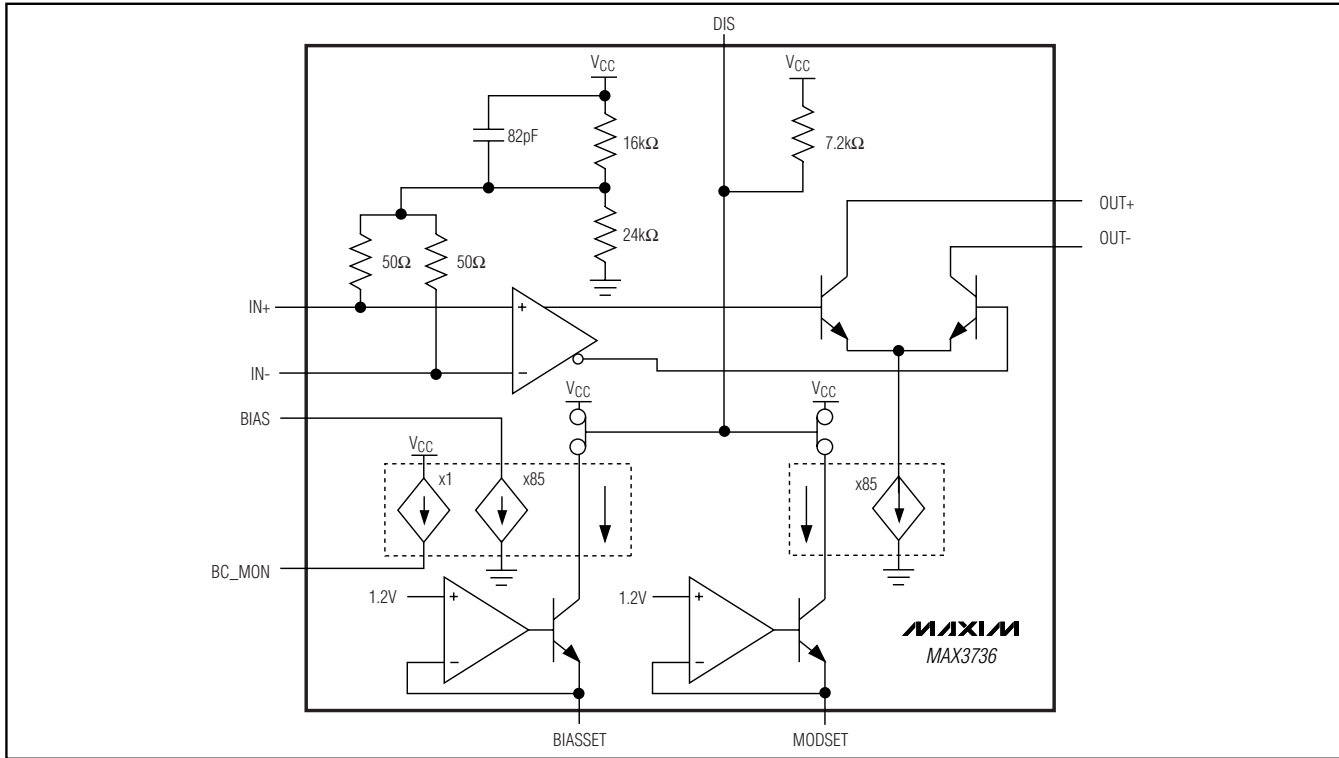 DIS
VCC
VCC
82pF
16kΩ
7.2kΩ
24kΩ
50Ω
50Ω
OUT+
OUT-
IN+
+
IN-
−
BIAS
VCC
VCC
VCC
x1
x85
x85
BC_MON
1.2V
+
1.2V
+
−
−
MAXIM
MAX3736
BIASSET
MODSET